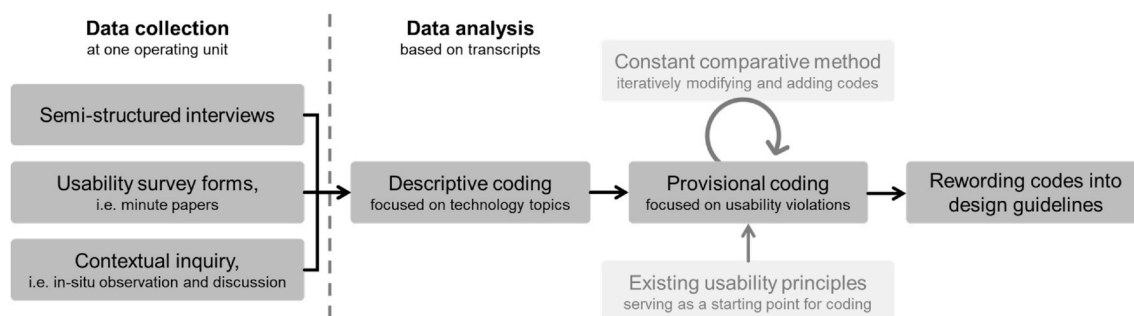 Data collection
at one operating unit
Semi-structured interviews
Usability survey forms,
i.e. minute papers
Contextual inquiry,
i.e. in-situ observation and discussion
Data analysis
based on transcripts
Descriptive coding
focused on technology topics
Constant comparative method
iteratively modifying and adding codes
Provisional coding
focused on usability violations
Existing usability principles
serving as a starting point for coding
Rewording codes into
design guidelines